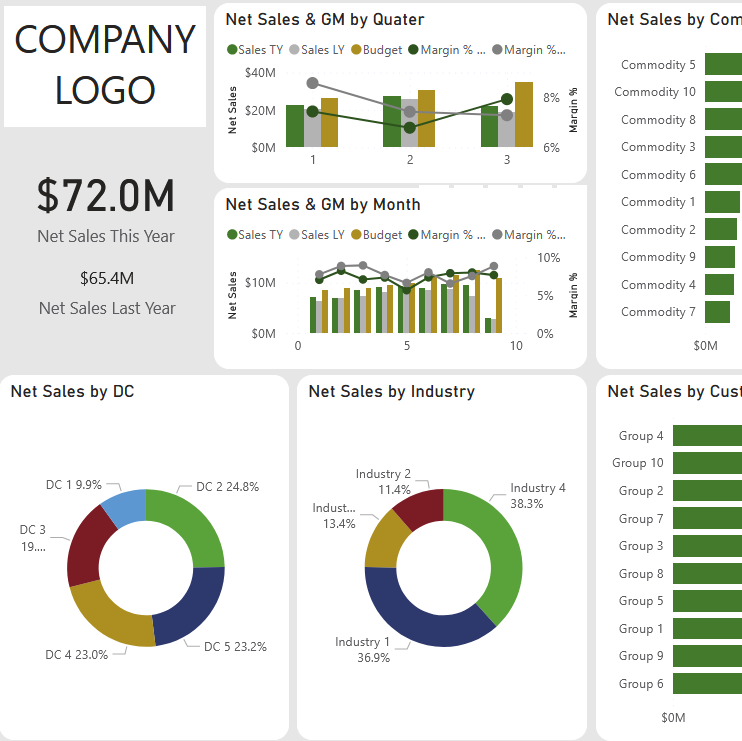 COMPANY
LOGO
$72.0M
Net Sales This Year
$65.4M
Net Sales Last Year
Net Sales & GM by Quater
Sales TY Sales LY Budget Margin % ... Margin %...
$40M
$20M
$0M
Net Sales
8%
6%
Margin %
1 2 3
Net Sales & GM by Month
Sales TY Sales LY Budget Margin % ... Margin %...
$10M
$0M
Net Sales
10%
5%
0%
Margin %
0 5 10
Net Sales by Com
Commodity 5
Commodity 10
Commodity 8
Commodity 3
Commodity 6
Commodity 1
Commodity 2
Commodity 9
Commodity 4
Commodity 7
$0M
Net Sales by DC
DC 1 9.9%
DC 2 24.8%
DC 3
19....
DC 4 23.0%
DC 5 23.2%
Net Sales by Industry
Industry 2
11.4%
Industry 4
38.3%
Indust...
13.4%
Industry 1
36.9%
Net Sales by Cust
Group 4
Group 10
Group 2
Group 7
Group 3
Group 8
Group 5
Group 1
Group 9
Group 6
$0M